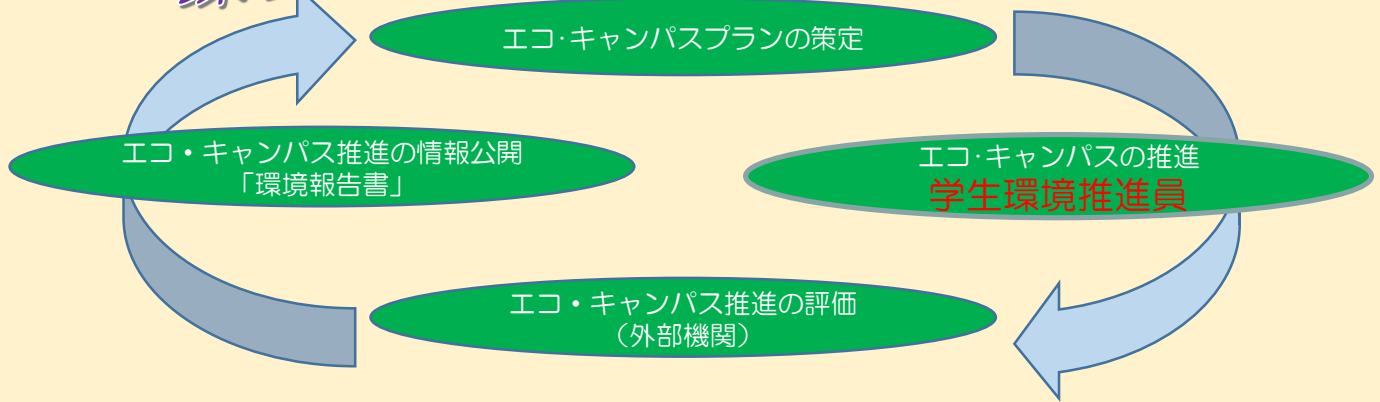 エコ･キャンパスプランの策定
エコ・キャンパス推進の情報公開
「環境報告書」
エコ･キャンパスの推進
学生環境推進員
エコ・キャンパス推進の評価
（外部機関）